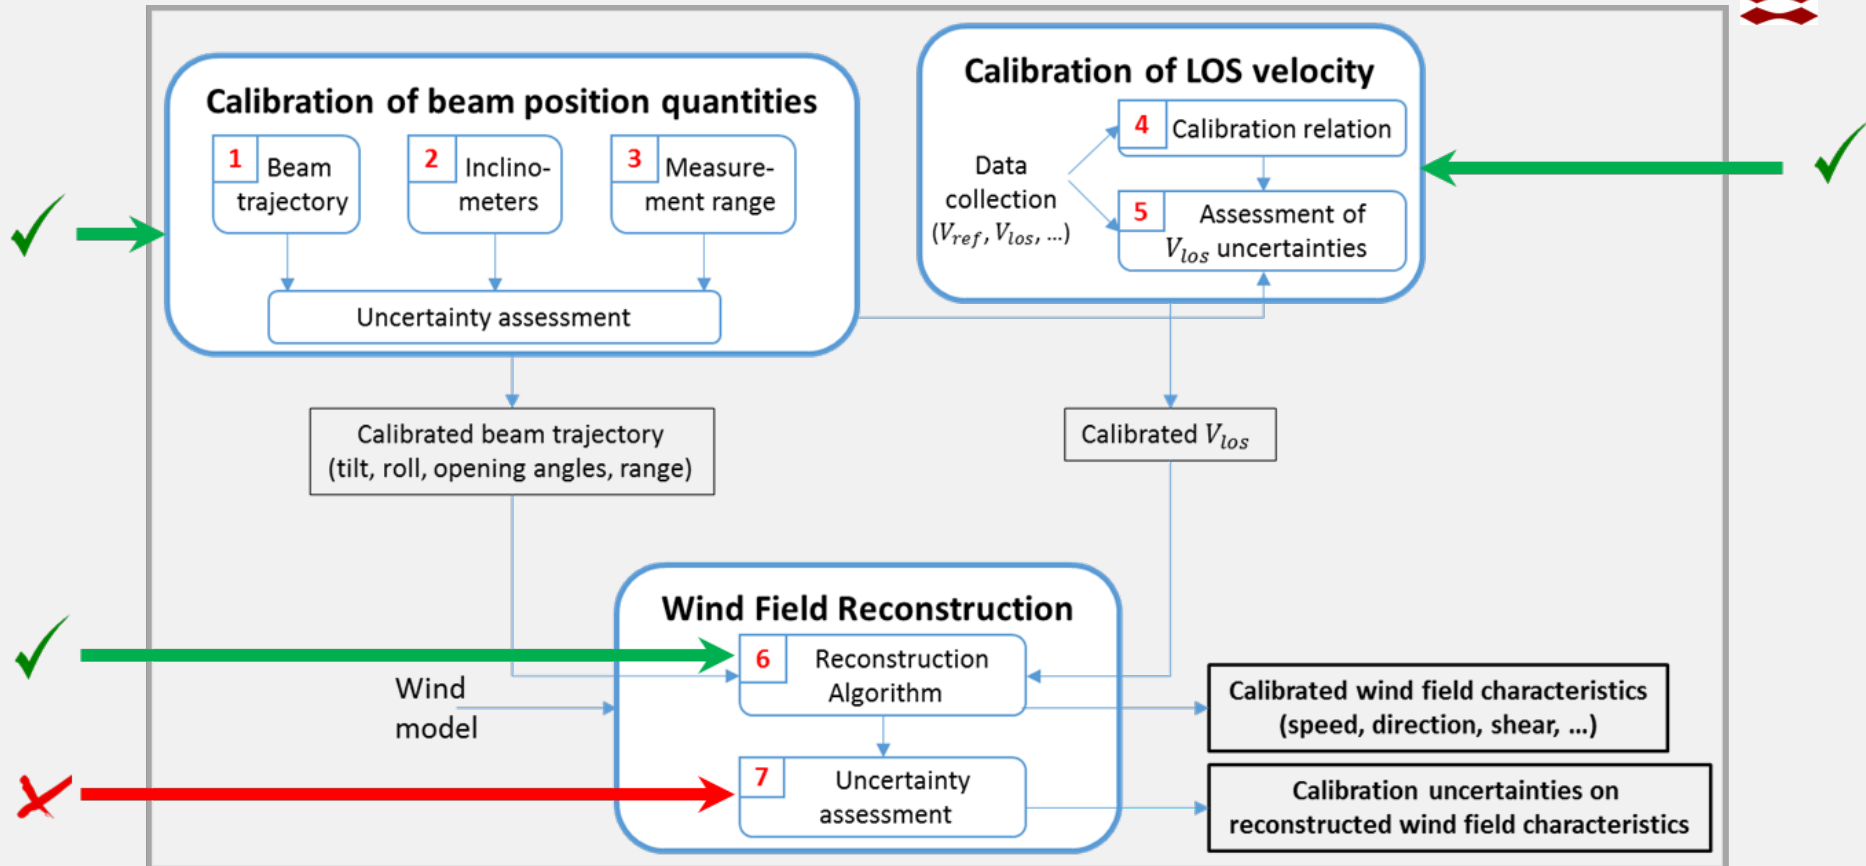 Calibration of beam position quantities
1 Beam
trajectory
2 Inclino-
meters
3 Measure-
ment range
Uncertainty assessment
Calibration of LOS velocity
Data
collection
(V_ref, V_los, ...)
4 Calibration relation
5 Assessment of
V_los uncertainties
Calibrated beam trajectory
(tilt, roll, opening angles, range)
Calibrated V_los
Wind Field Reconstruction
6 Reconstruction
Algorithm
Wind
model
7 Uncertainty
assessment
Calibrated wind field characteristics
(speed, direction, shear, ...)
Calibration uncertainties on
reconstructed wind field characteristics